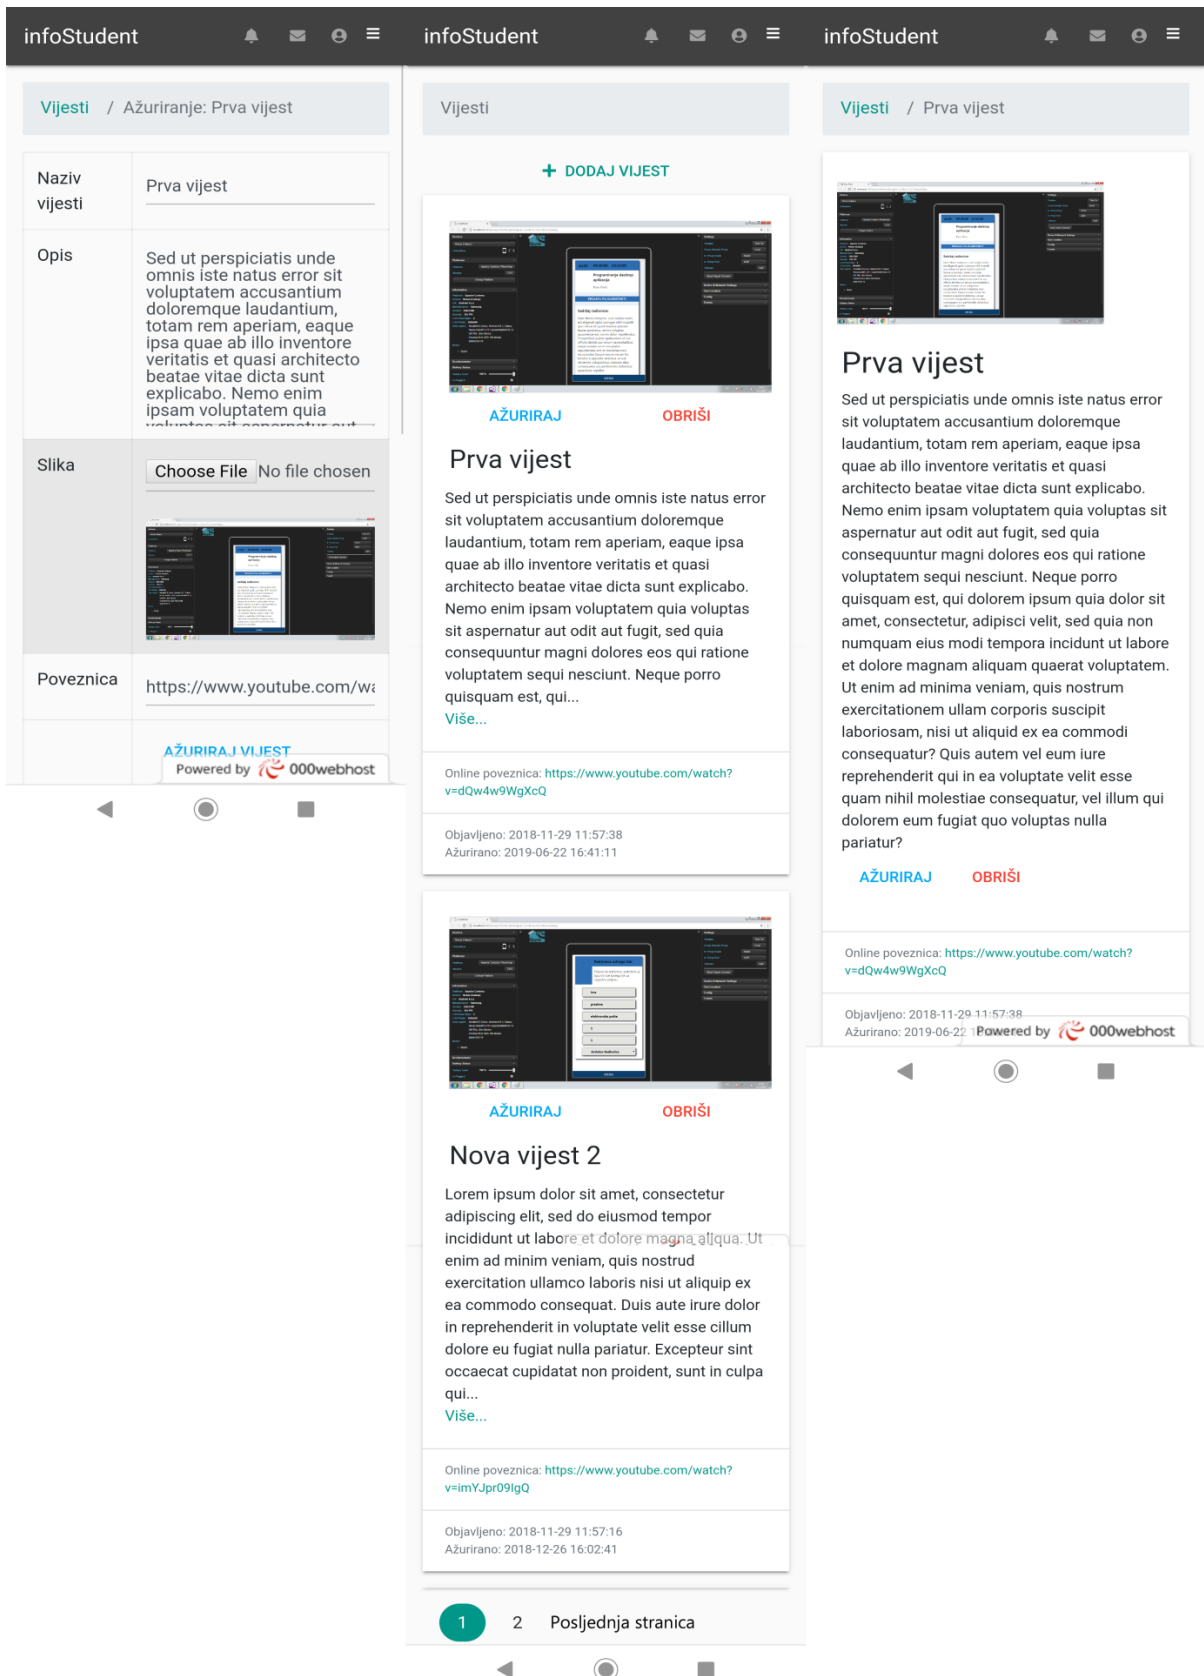 infoStudent
Vijesti / Ažuriranje: Prva vijest
Naziv
vijesti
Prva vijest
Opis
Sed ut perspiciatis unde
omnis iste natus error sit
voluptatem accusantium
doloremque laudantium,
totam rem aperiam, eaque
ipsa quae ab illo inventore
veritatis et quasi architecto
beatae vitae dicta sunt
explicabo. Nemo enim
ipsam voluptatem quia
voluptas sit aspernatur aut
Slika
Choose File No file chosen
Poveznica
https://www.youtube.com/wa
AŽURIRAJ VIJEST
Powered by 000webhost
infoStudent
Vijesti
+ DODAJ VIJEST
Programiranje desktop
aplikacija
AŽURIRAJ OBRIŠI
Prva vijest
Sed ut perspiciatis unde omnis iste natus error
sit voluptatem accusantium doloremque
laudantium, totam rem aperiam, eaque ipsa
quae ab illo inventore veritatis et quasi
architecto beatae vitae dicta sunt explicabo.
Nemo enim ipsam voluptatem quia voluptas
sit aspernatur aut odit aut fugit, sed quia
consequuntur magni dolores eos qui ratione
voluptatem sequi nesciunt. Neque porro
quisquam est, qui...
Više...
Online poveznica: https://www.youtube.com/watch?
v=dQw4w9WgXcQ
Objavljeno: 2018-11-29 11:57:38
Ažurirano: 2019-06-22 16:41:11
AŽURIRAJ OBRIŠI
Nova vijest 2
Lorem ipsum dolor sit amet, consectetur
adipiscing elit, sed do eiusmod tempor
incididunt ut labore et dolore magna aliqua. Ut
enim ad minim veniam, quis nostrud
exercitation ullamco laboris nisi ut aliquip ex
ea commodo consequat. Duis aute irure dolor
in reprehenderit in voluptate velit esse cillum
dolore eu fugiat nulla pariatur. Excepteur sint
occaecat cupidatat non proident, sunt in culpa
qui...
Više...
Online poveznica: https://www.youtube.com/watch?
v=imYJpr09IgQ
Objavljeno: 2018-11-29 11:57:16
Ažurirano: 2018-12-26 16:02:41
1 2 Posljednja stranica
infoStudent
Vijesti / Prva vijest
Prva vijest
Sed ut perspiciatis unde omnis iste natus error
sit voluptatem accusantium doloremque
laudantium, totam rem aperiam, eaque ipsa
quae ab illo inventore veritatis et quasi
architecto beatae vitae dicta sunt explicabo.
Nemo enim ipsam voluptatem quia voluptas sit
aspernatur aut odit aut fugit, sed quia
consequuntur magni dolores eos qui ratione
voluptatem sequi nesciunt. Neque porro
quisquam est, qui dolorem ipsum quia dolor sit
amet, consectetur, adipisci velit, sed quia non
numquam eius modi tempora incidunt ut labore
et dolore magnam aliquam quaerat voluptatem.
Ut enim ad minima veniam, quis nostrum
exercitationem ullam corporis suscipit
laboriosam, nisi ut aliquid ex ea commodi
consequatur? Quis autem vel eum iure
reprehenderit qui in ea voluptate velit esse
quam nihil molestiae consequatur, vel illum qui
dolorem eum fugiat quo voluptas nulla
pariatur?
AŽURIRAJ OBRIŠI
Online poveznica: https://www.youtube.com/watch?
v=dQw4w9WgXcQ
Objavljeno: 2018-11-29 11:57:38
Ažurirano: 2019-06-22
Powered by 000webhost